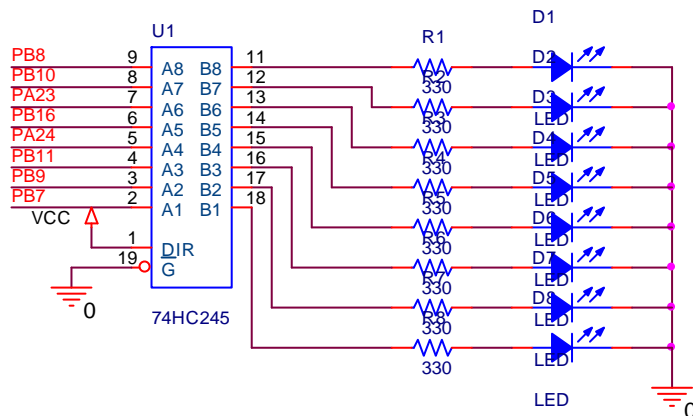 D1
U1 R1
PB8 9 A8 B8 11 D2
PB10 8 A7 B7 12 R2 330 D3
PA23 7 A6 B6 13 R3 330 LED D4
PB16 6 A5 B5 14 R4 330 LED D5
PA24 5 A4 B4 15 R5 330 LED D6
PB11 4 A3 B3 16 R6 330 LED D7
PB9 3 A2 B2 17 R7 330 LED D8
PB7 2 A1 B1 18 R8 330 LED
VCC
1 DIR
19 G
330 LED
0 74HC245
LED
0